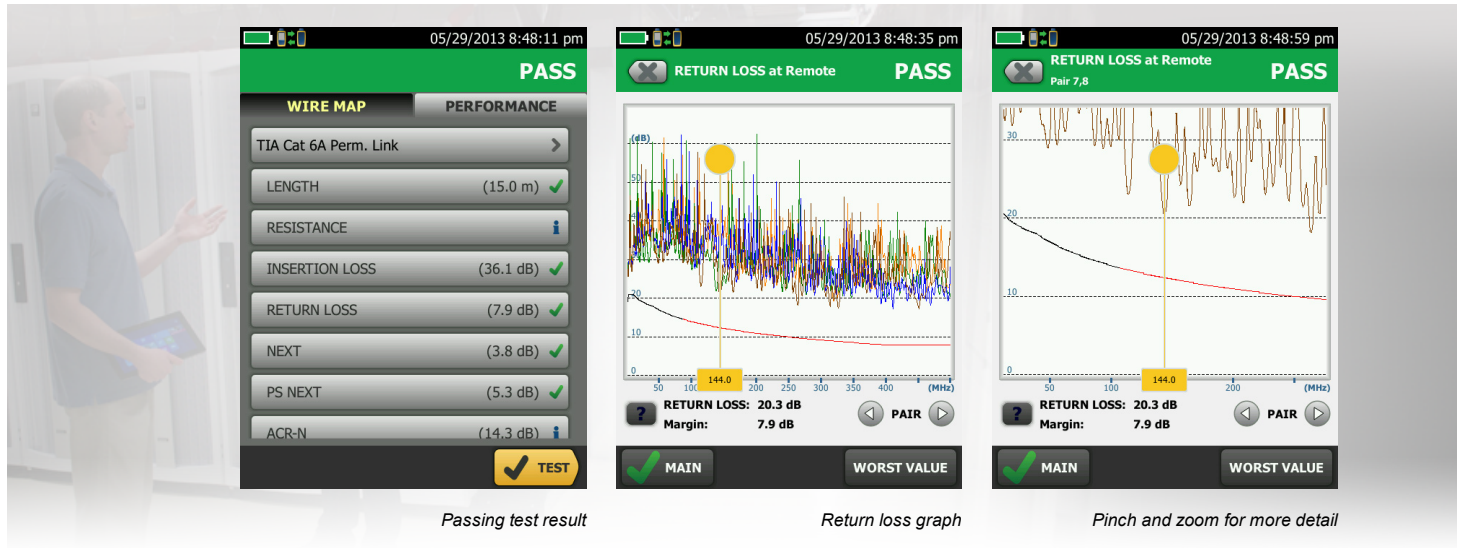 05/29/2013 8:48:11 pm
PASS
WIRE MAP PERFORMANCE
TIA Cat 6A Perm. Link
LENGTH (15.0 m)
RESISTANCE i
INSERTION LOSS (36.1 dB)
RETURN LOSS (7.9 dB)
NEXT (3.8 dB)
PS NEXT (5.3 dB)
ACR-N (14.3 dB) i
TEST
Passing test result
05/29/2013 8:48:35 pm
RETURN LOSS at Remote PASS
(dB)
50
40
30
20
10
0
50 100 144.0 200 250 300 350 400 (MHz)
? RETURN LOSS: 20.3 dB
Margin: 7.9 dB
PAIR
MAIN WORST VALUE
Return loss graph
05/29/2013 8:48:59 pm
RETURN LOSS at Remote
Pair 7,8
PASS
30
20
10
0
50 100 144.0 200 (MHz)
? RETURN LOSS: 20.3 dB
Margin: 7.9 dB
PAIR
MAIN WORST VALUE
Pinch and zoom for more detail